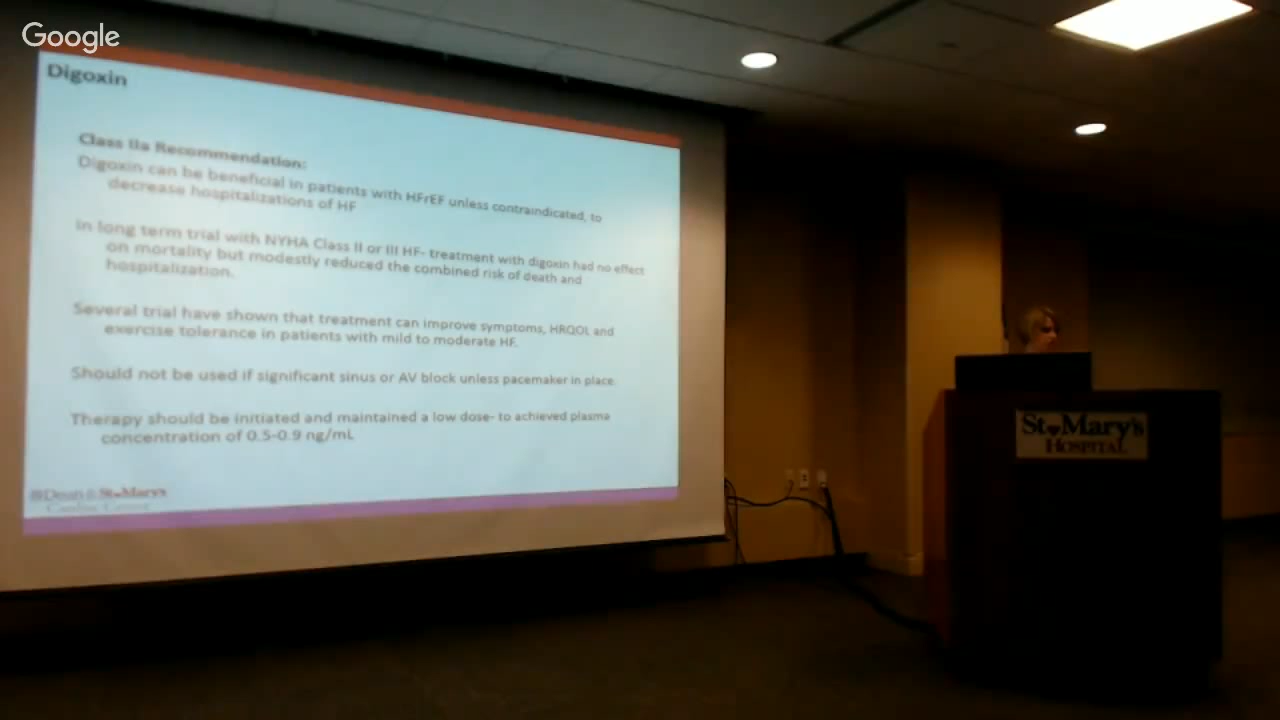 Google
Digoxin
Class IIa Recommendation:
Digoxin can be beneficial in patients with HFrEF unless contraindicated, to
decrease hospitalizations of HF
In long term trial with NYHA Class II or III HF- treatment with digoxin had no effect
on mortality but modestly reduced the combined risk of death and
hospitalization.
Several trial have shown that treatment can improve symptoms, HRQOL and
exercise tolerance in patients with mild to moderate HF.
Should not be used if significant sinus or AV block unless pacemaker in place.
Therapy should be initiated and maintained a low dose- to achieved plasma
concentration of 0.5-0.9 ng/mL
Dean & St.Mary's
Cardiac Center
St.Mary's
HOSPITAL